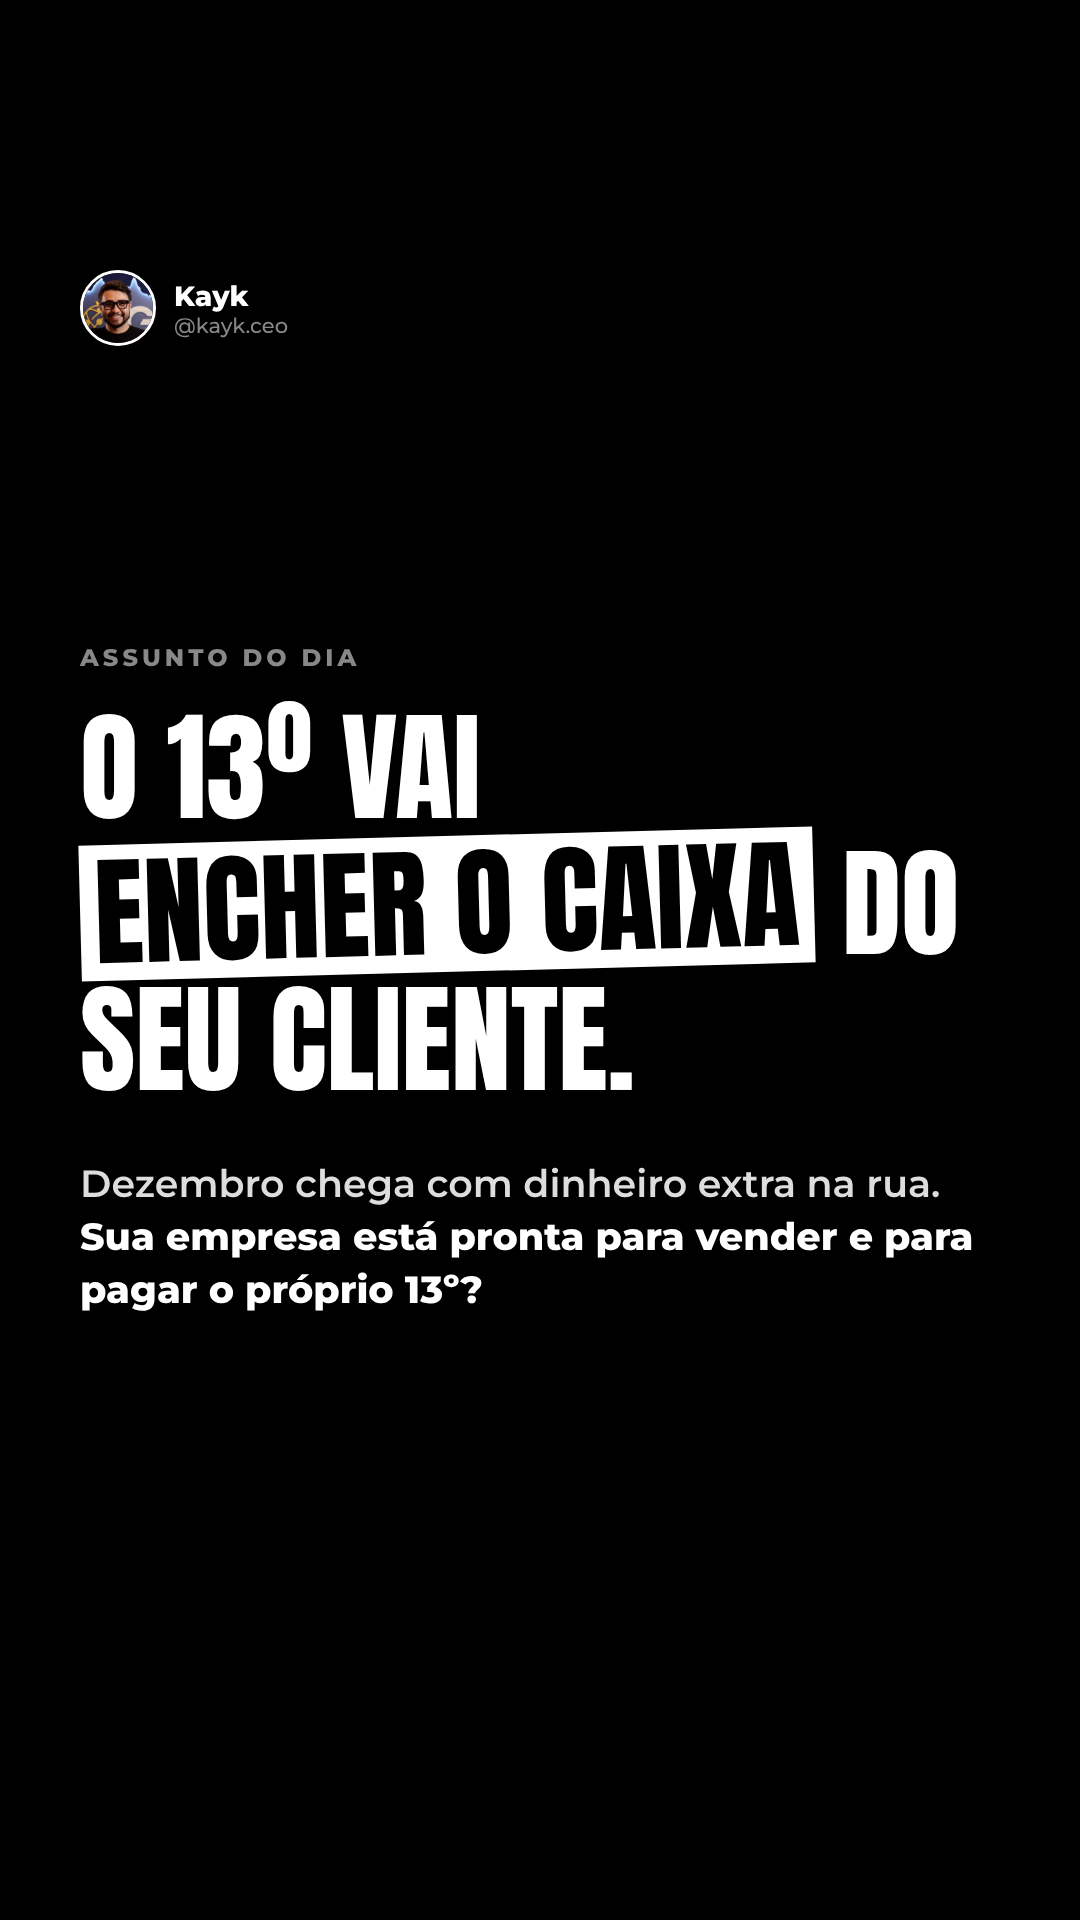 Kayk
@kayk.ceo
ASSUNTO DO DIA
O 13º VAI
ENCHER O CAIXA DO
SEU CLIENTE.
Dezembro chega com dinheiro extra na rua.
Sua empresa está pronta para vender e para
pagar o próprio 13º?